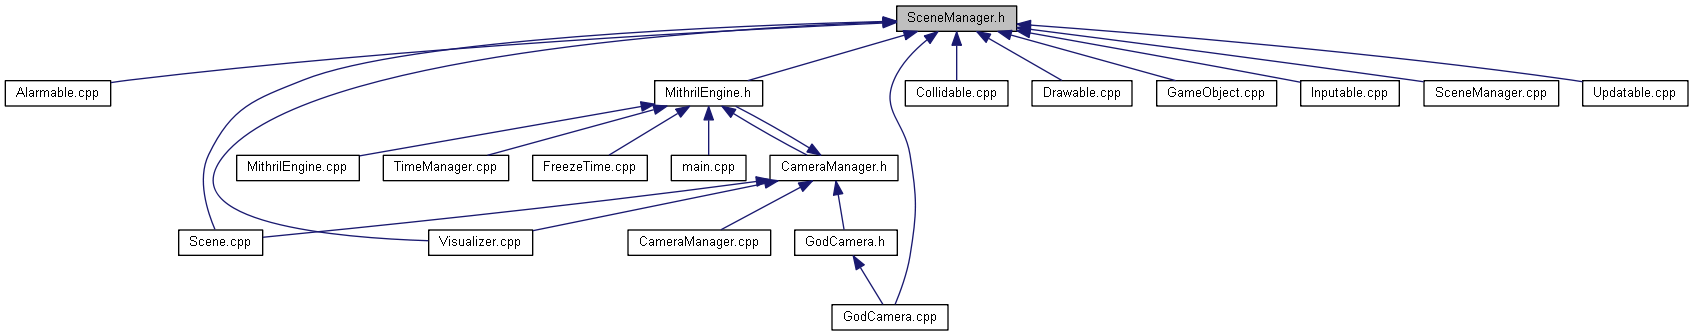 SceneManager.h
Alarmable.cpp
MithrilEngine.h
Collidable.cpp
Drawable.cpp
GameObject.cpp
Inputable.cpp
SceneManager.cpp
Updatable.cpp
MithrilEngine.cpp
TimeManager.cpp
FreezeTime.cpp
main.cpp
CameraManager.h
Scene.cpp
Visualizer.cpp
CameraManager.cpp
GodCamera.h
GodCamera.cpp